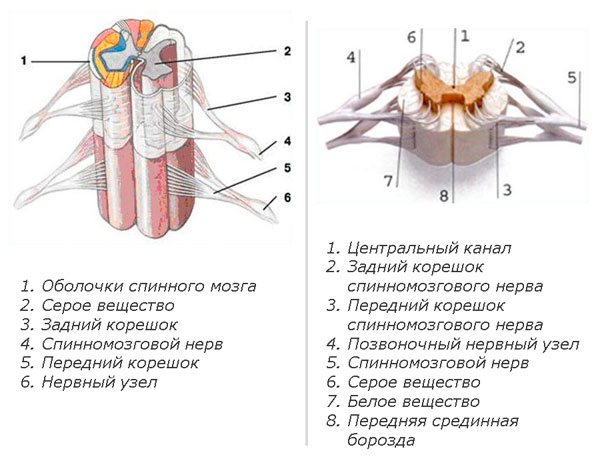 1
2
3
4
5
6
1. Оболочки спинного мозга
2. Серое вещество
3. Задний корешок
4. Спинномозговой нерв
5. Передний корешок
6. Нервный узел
4
6
1
2
5
7
8
3
1. Центральный канал
2. Задний корешок
спинномозгового нерва
3. Передний корешок
спинномозгового нерва
4. Позвоночный нервный узел
5. Спинномозговой нерв
6. Серое вещество
7. Белое вещество
8. Передняя срединная
борозда